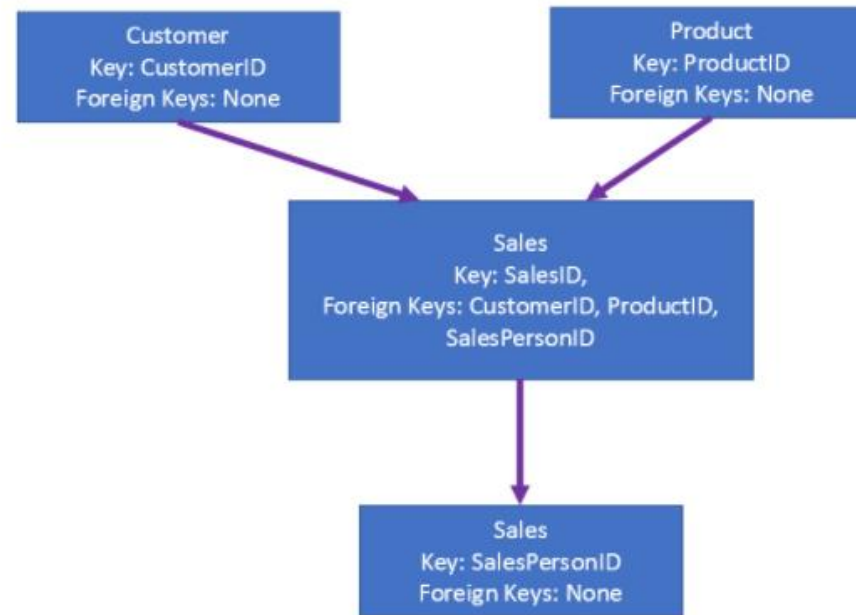 Customer
Key: CustomerID
Foreign Keys: None
Product
Key: ProductID
Foreign Keys: None
Sales
Key: SalesID,
Foreign Keys: CustomerID, ProductID,
SalesPersonID
Sales
Key: SalesPersonID
Foreign Keys: None